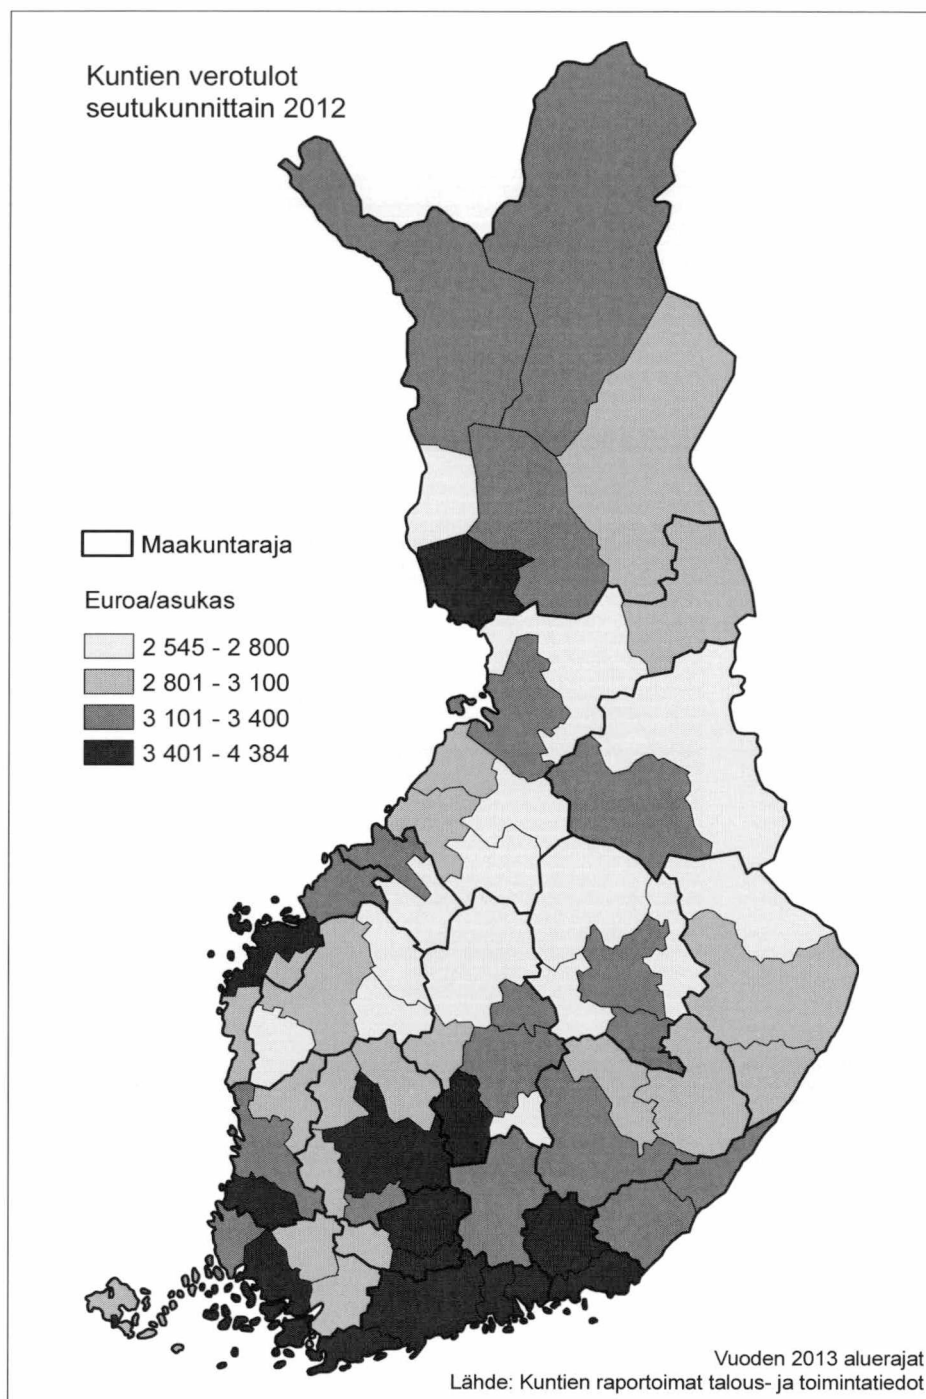 Kuntien verotulot
seutukunnittain 2012
Maakuntaraja
Euroa/asukas
2 545 - 2 800
2 801 - 3 100
3 101 - 3 400
3 401 - 4 384
Vuoden 2013 aluerajat
Lähde: Kuntien raportoimat talous- ja toimintatiedot